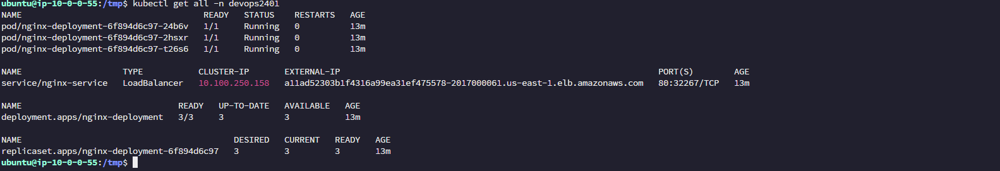 ubuntu@ip-10-0-0-55:/tmp$ kubectl get all -n devops2401
NAME READY STATUS RESTARTS AGE
pod/nginx-deployment-6f894d6c97-24b6v 1/1 Running 0 13m
pod/nginx-deployment-6f894d6c97-2hsxr 1/1 Running 0 13m
pod/nginx-deployment-6f894d6c97-t26s6 1/1 Running 0 13m
NAME TYPE CLUSTER-IP EXTERNAL-IP PORT(S) AGE
service/nginx-service LoadBalancer 10.100.250.158 a11ad52303b1f4316a99ea31ef475578-2017000061.us-east-1.elb.amazonaws.com 80:32267/TCP 13m
NAME READY UP-TO-DATE AVAILABLE AGE
deployment.apps/nginx-deployment 3/3 3 3 13m
NAME DESIRED CURRENT READY AGE
replicaset.apps/nginx-deployment-6f894d6c97 3 3 3 13m
ubuntu@ip-10-0-0-55:/tmp$